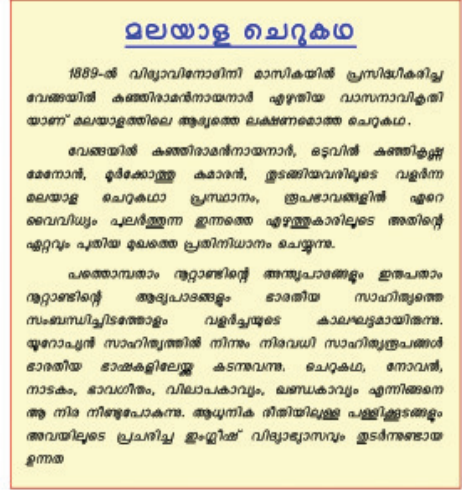 മലയാള ചെറുകഥ
1889-ൽ വിദ്യാവിനോദിനി മാസികയിൽ പ്രസിദ്ധീകരിച്ച
വേങ്ങയിൽ കുഞ്ഞിരാമൻനായനാർ എഴുതിയ വാസനാവികൃതി
യാണ് മലയാളത്തിലെ ആദ്യത്തെ ലക്ഷണമൊത്ത ചെറുകഥ.
വേങ്ങയിൽ കുഞ്ഞിരാമൻനായനാർ, ഒടുവിൽ കുഞ്ഞികൃഷ്ണ
മേനോൻ, മൂർക്കോത്തു കുമാരൻ, തുടങ്ങിയവരിലൂടെ വളർന്ന
മലയാള ചെറുകഥാ പ്രസ്ഥാനം, രൂപഭാവങ്ങളിൽ ഏറെ
വൈവിധ്യം പുലർത്തുന്ന ഇന്നത്തെ എഴുത്തുകാരിലൂടെ അതിന്റെ
ഏറ്റവും പുതിയ മുഖത്തെ പ്രതിനിധാനം ചെയ്യുന്നു.
പത്തൊമ്പതാം നൂറ്റാണ്ടിന്റെ അന്ത്യപാദങ്ങളും ഇരുപതാം
നൂറ്റാണ്ടിന്റെ ആദ്യപാദങ്ങളും ഭാരതീയ സാഹിത്യത്തെ
സംബന്ധിച്ചിടത്തോളം വളർച്ചയുടെ കാലഘട്ടമായിരുന്നു.
യൂറോപ്യൻ സാഹിത്യത്തിൽ നിന്നും നിരവധി സാഹിത്യരൂപങ്ങൾ
ഭാരതീയ ഭാഷകളിലേയ്ക്കു കടന്നുവന്നു. ചെറുകഥ, നോവൽ,
നാടകം, ഭാവഗീതം, വിലാപകാവ്യം, ഖണ്ഡകാവ്യം എന്നിങ്ങനെ
ആ നിര നീണ്ടുപോകുന്നു. ആധുനിക രീതിയിലുള്ള പള്ളിക്കൂടങ്ങളും
അവയിലൂടെ പ്രചരിച്ച ഇംഗ്ലീഷ് വിദ്യാഭ്യാസവും തുടർന്നുണ്ടായ
ഉന്നത